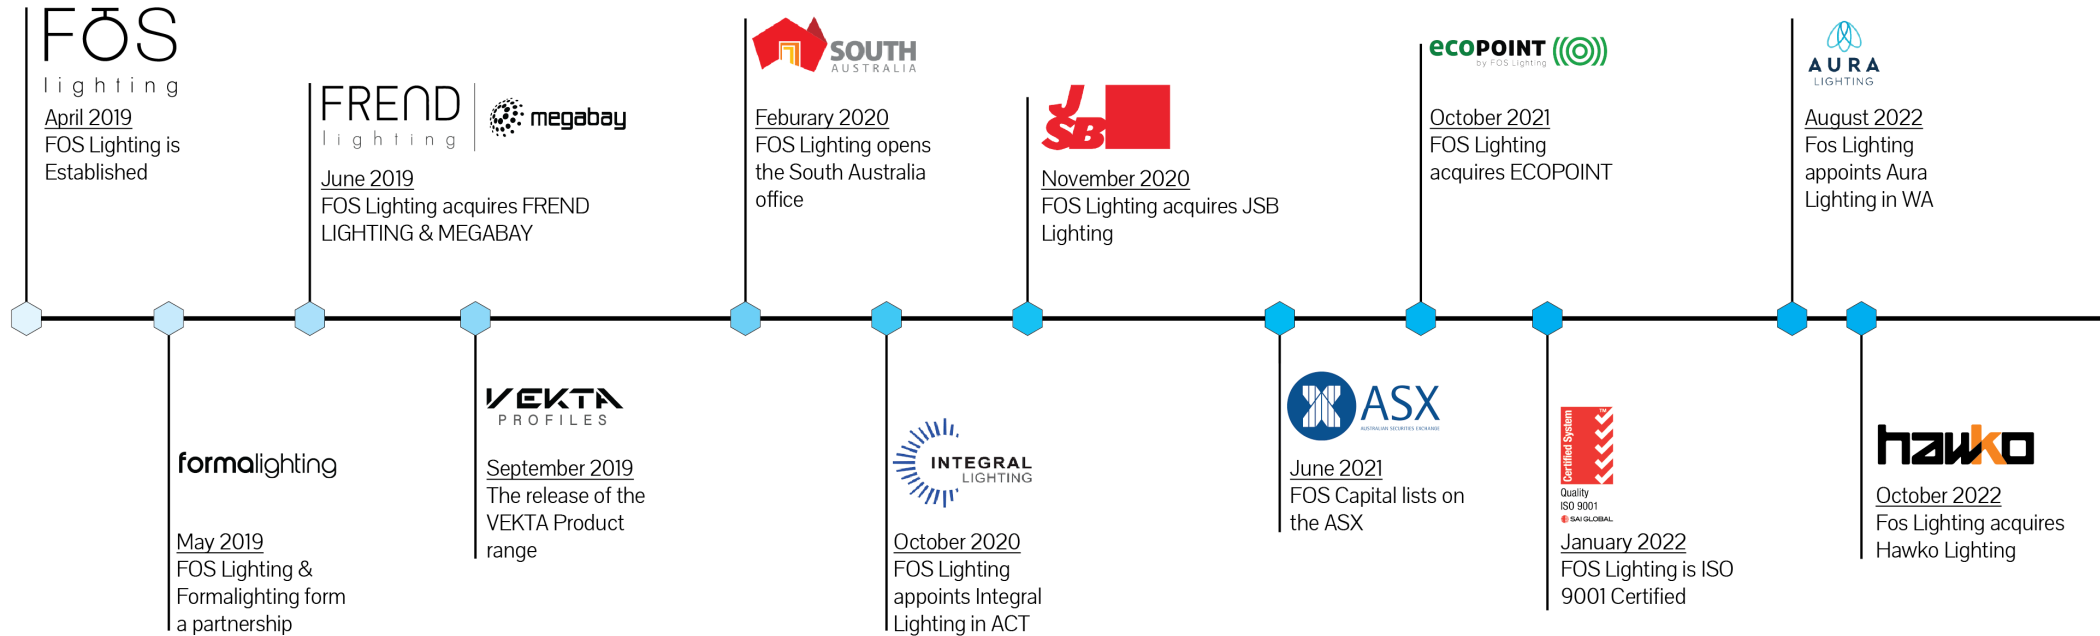 FOS
lighting
April 2019
FOS Lighting is
Established
formalighting
May 2019
FOS Lighting &
Formalighting form
a partnership
FREND
lighting
megabay
June 2019
FOS Lighting acquires FREND
LIGHTING & MEGABAY
VEKTA
PROFILES
September 2019
The release of the
VEKTA Product
range
SOUTH
AUSTRALIA
Feburary 2020
FOS Lighting opens
the South Australia
office
INTEGRAL
LIGHTING
October 2020
FOS Lighting
appoints Integral
Lighting in ACT
JSB
November 2020
FOS Lighting acquires JSB
Lighting
ASX
AUSTRALIAN SECURITIES EXCHANGE
June 2021
FOS Capital lists on
the ASX
ecoPOINT
by FOS Lighting
October 2021
FOS Lighting
acquires ECOPOINT
Certified System
TM
Quality
ISO 9001
SAI GLOBAL
January 2022
FOS Lighting is ISO
9001 Certified
AURA
LIGHTING
August 2022
Fos Lighting
appoints Aura
Lighting in WA
hawko
October 2022
Fos Lighting acquires
Hawko Lighting